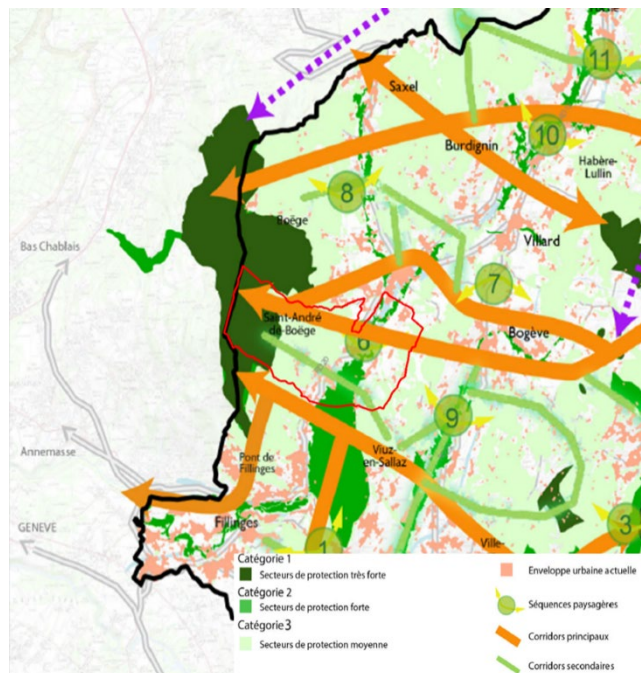 11
Saxel
10
Burdignin
Habère-
Lullin
8
Boëge
Bas Chablais
Villard
7
Saint-André
de-Boëge
Bogève
6
9
Annemasse
Viuz-
en-Sallaz
Pont de
Fillinges
GENEVE
Fillinges
3
1
Ville-
Catégorie 1
Secteurs de protection très forte
Catégorie 2
Secteurs de protection forte
Catégorie 3
Secteurs de protection moyenne
Enveloppe urbaine actuelle
Séquences paysagères
Corridors principaux
Corridors secondaires